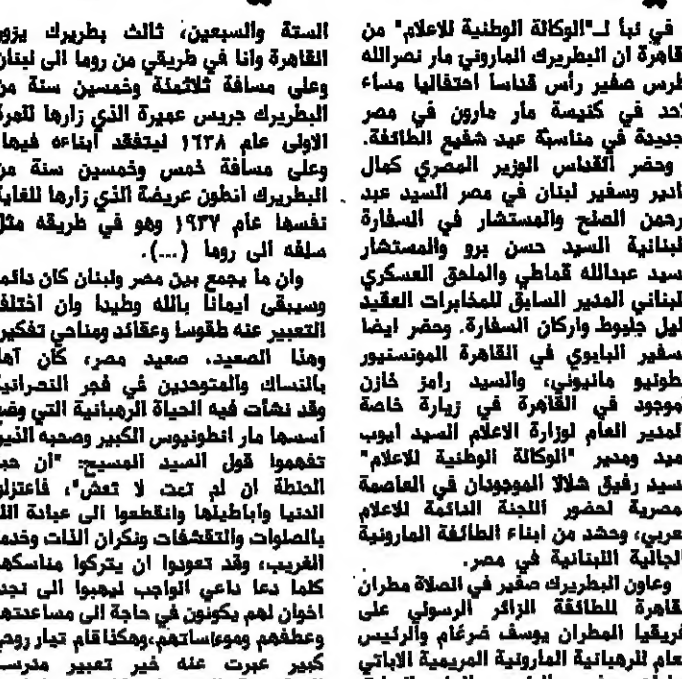 في نبأ لـ"الوكالة الوطنية للاعلام" من
قاهرة ان البطريرك الماروني مار نصرالله
طرس صفير رأس قداسا احتفاليا مساء
احد في كنيسة مار مارون في مصر
جديدة في مناسبة عيد شفيع الطائفة.
وحضر القداس الوزير المصري كمال
أدير وسفير لبنان في مصر السيد عبد
رحمن الصلح والمستشار في السفارة
لبنانية السيد حسن برو والمستشار
سيد عبدالله قماطي والملحق العسكري
لبناني المدير السابق للمخابرات العقيد
ليل جلبوط واركان السفارة. وحضر ايضا
سفير البابوي في القاهرة المونسنيور
طونيو مانيوني، والسيد رامز خازن
موجود في القاهرة في زيارة خاصة
المدير العام لوزارة الاعلام السيد ايوب
ميد ومدير "الوكالة الوطنية للاعلام"
سيد رفيق شلالا الموجودان في العاصمة
مصرية لحضور اللجنة الدائمة للاعلام
عربي، وحشد من ابناء الطائفة المارونية
الجالية اللبنانية في مصر.
وعاون البطريرك صفير في الصلاة مطران
قاهرة للطائفة الزائر الرسولي على
فريقيا المطران يوسف ضرغام والرئيس
عام للرهبانية المارونية المريمية الاباتي
الستة والسبعين، ثالث بطريرك يزور
القاهرة وانا في طريقي من روما الى لبنان
وعلى مسافة ثلاثمئة وخمسين سنة من
البطريرك جريس عميرة الذي زارها للمرة
الاولى عام ١٦٣٨ ليتفقد أبناءه فيها
وعلى مسافة خمس وخمسين سنة من
البطريرك انطون عريضة الذي زارها للغاية
نفسها عام ١٩٣٧ وهو في طريقه مثل
سلفه الى روما (...).
وان ما يجمع بين مصر ولبنان كان دائما
وسيبقى ايمانا بالله وطيدا وان اختلف
التعبير عنه طقوسا وعقائد ومناحي تفكير
وهذا الصعيد، صعيد مصر، كان آها
بالنساك والمتوحدين في فجر النصرانية
وقد نشأت فيه الحياة الرهبانية التي وضع
أسسها مار انطونيوس الكبير وصحبه الذين
تفهموا قول السيد المسيح: "ان حبة
الحنطة ان لم تمت لا تعش"، فاعتزلوا
الدنيا وأباطيلها وانقطعوا الى عبادة الله
بالصلوات والتقشفات ونكران الذات وخدمة
الغريب، وقد تعودوا ان يتركوا مناسكهم
كلما دعا داعي الواجب ليهبوا الى نجدة
اخوان لهم يكونون في حاجة الى مساعدتهم
وعطفهم ومواساتهم،وهكذا قام تيار روحي
كبير عبرت عنه خير تعبير مدرسة